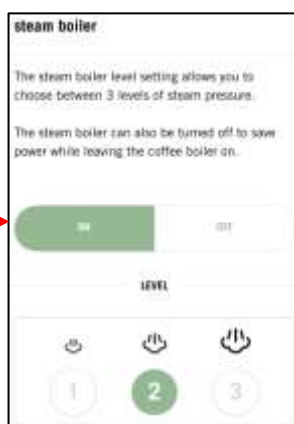 steam boiler
The steam boiler level setting allows you to
choose between 3 levels of steam pressure.
The steam boiler can also be turned off to save
power while leaving the coffee boiler on.
ON OFF
LEVEL
1 2 3